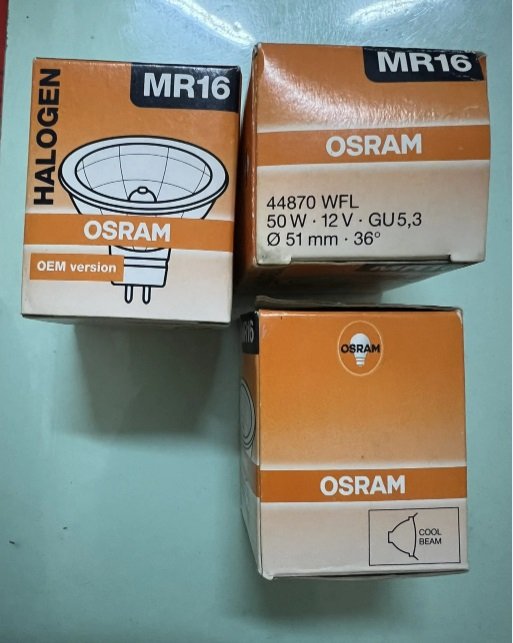 HALOGEN
MR16
OSRAM
OEM version
MR16
OSRAM
44870 WFL
50 W · 12 V · GU5,3
Ø 51 mm · 36°
OSRAM
OSRAM
COOL
BEAM